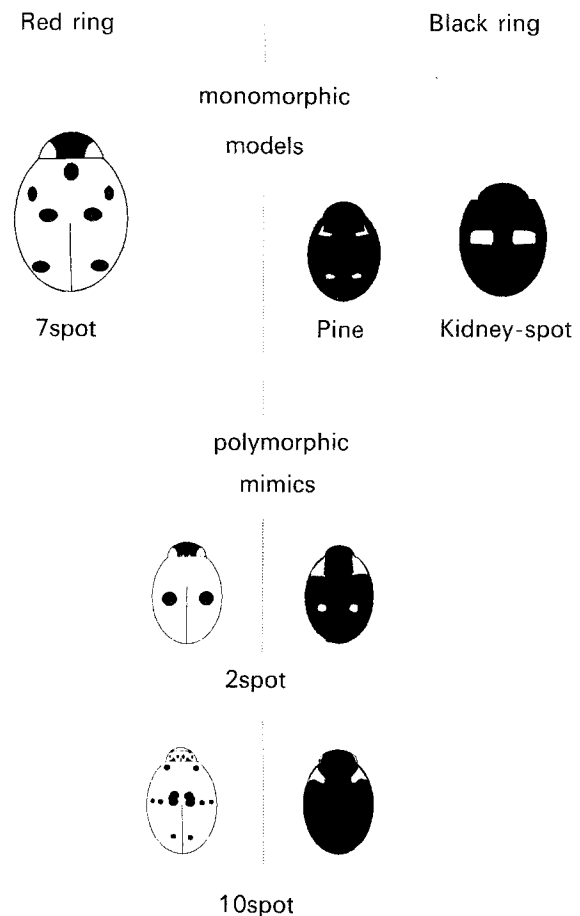 Red ring
Black ring
monomorphic
models
7spot
Pine
Kidney-spot
polymorphic
mimics
2spot
10spot